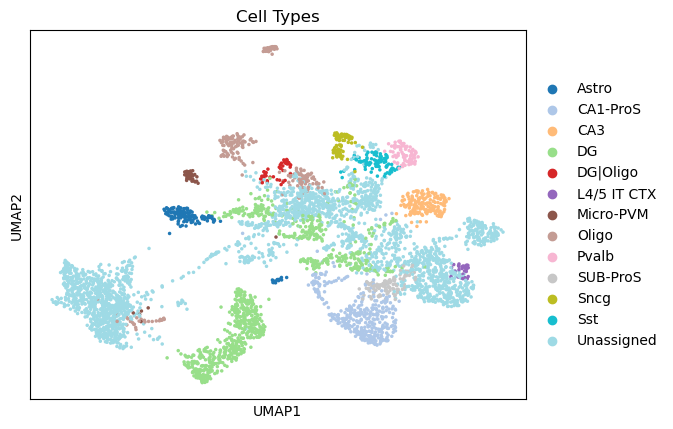 Cell Types
UMAP2
UMAP1
Astro
CA1-ProS
CA3
DG
DG|Oligo
L4/5 IT CTX
Micro-PVM
Oligo
Pvalb
SUB-ProS
Sncg
Sst
Unassigned